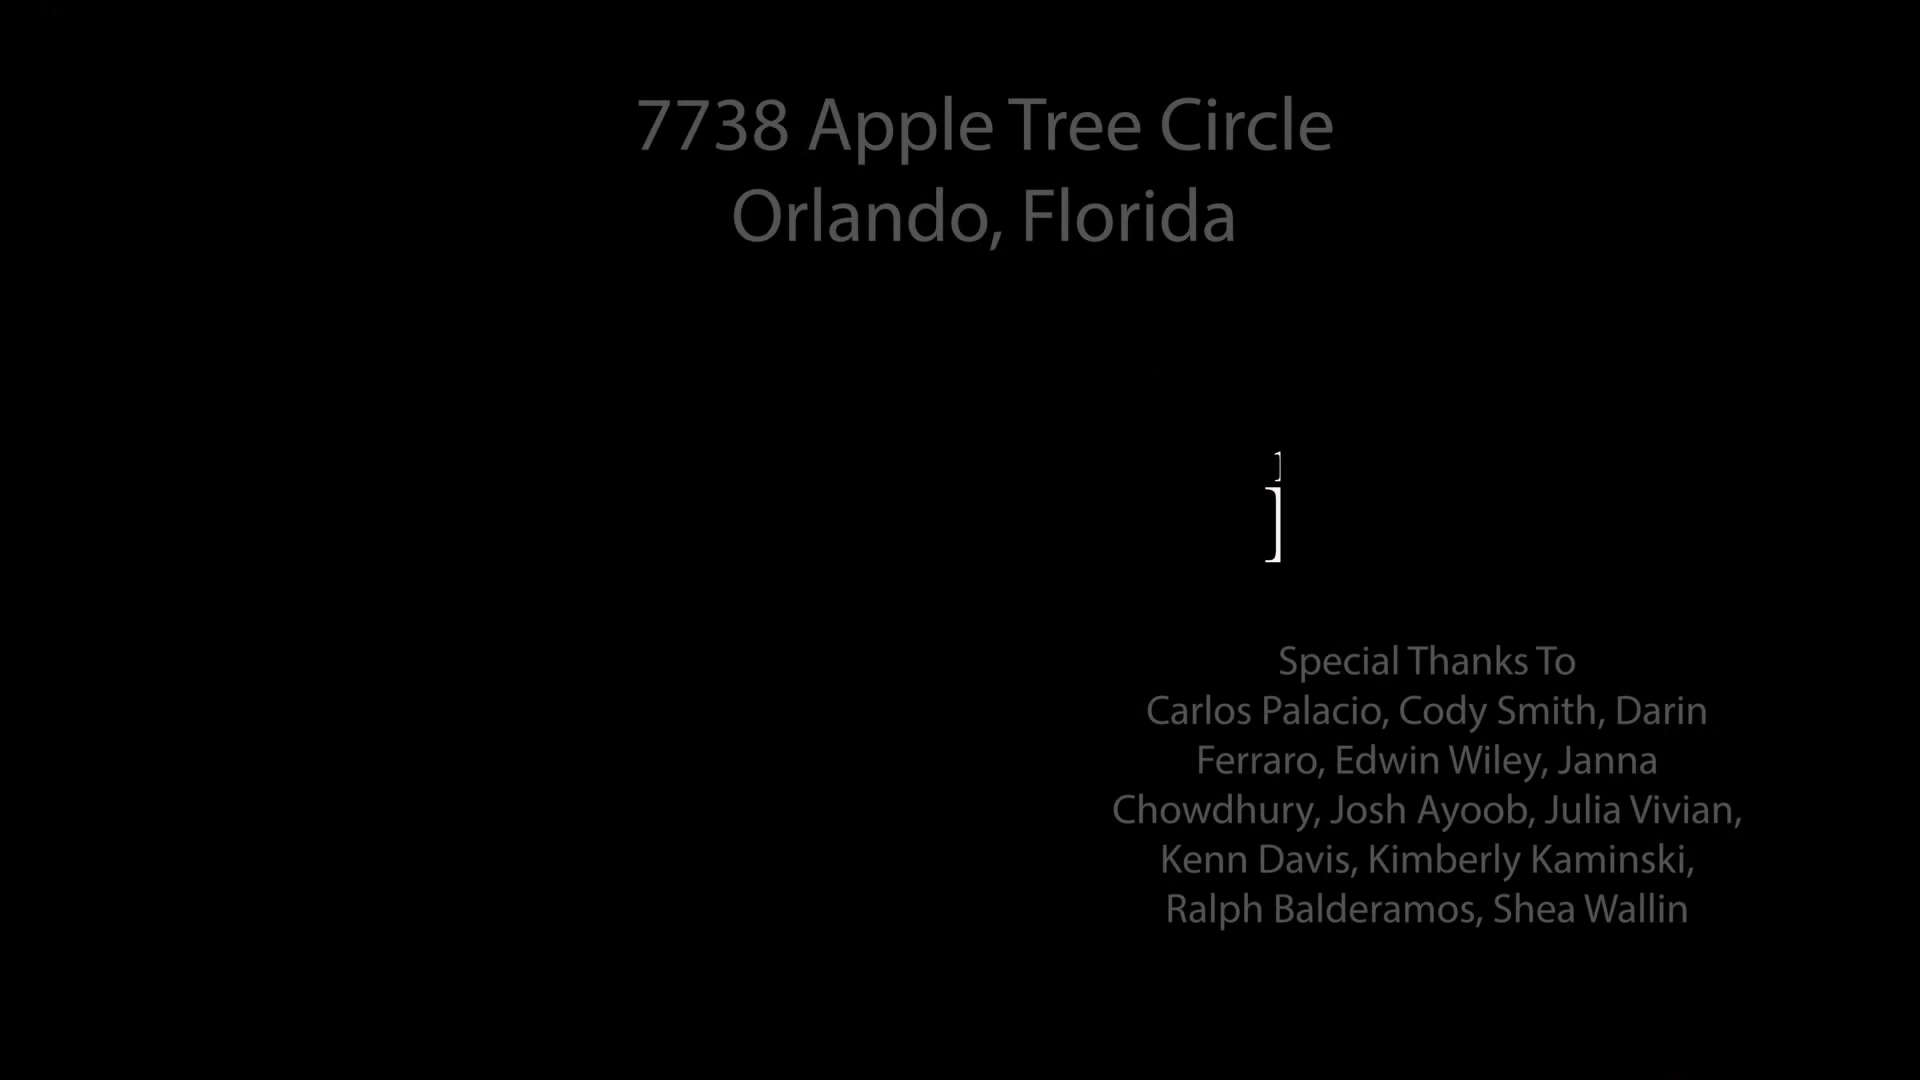 7738 Apple Tree Circle
Orlando, Florida
]
]
Special Thanks To
Carlos Palacio, Cody Smith, Darin
Ferraro, Edwin Wiley, Janna
Chowdhury, Josh Ayoob, Julia Vivian,
Kenn Davis, Kimberly Kaminski,
Ralph Balderamos, Shea Wallin